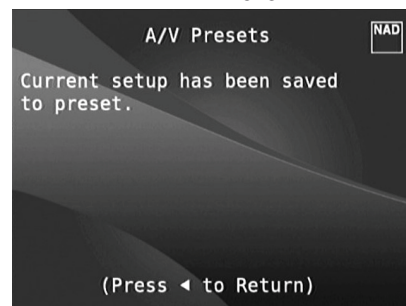 A/V Presets
NAD
Current setup has been saved
to preset.
(Press ◄ to Return)